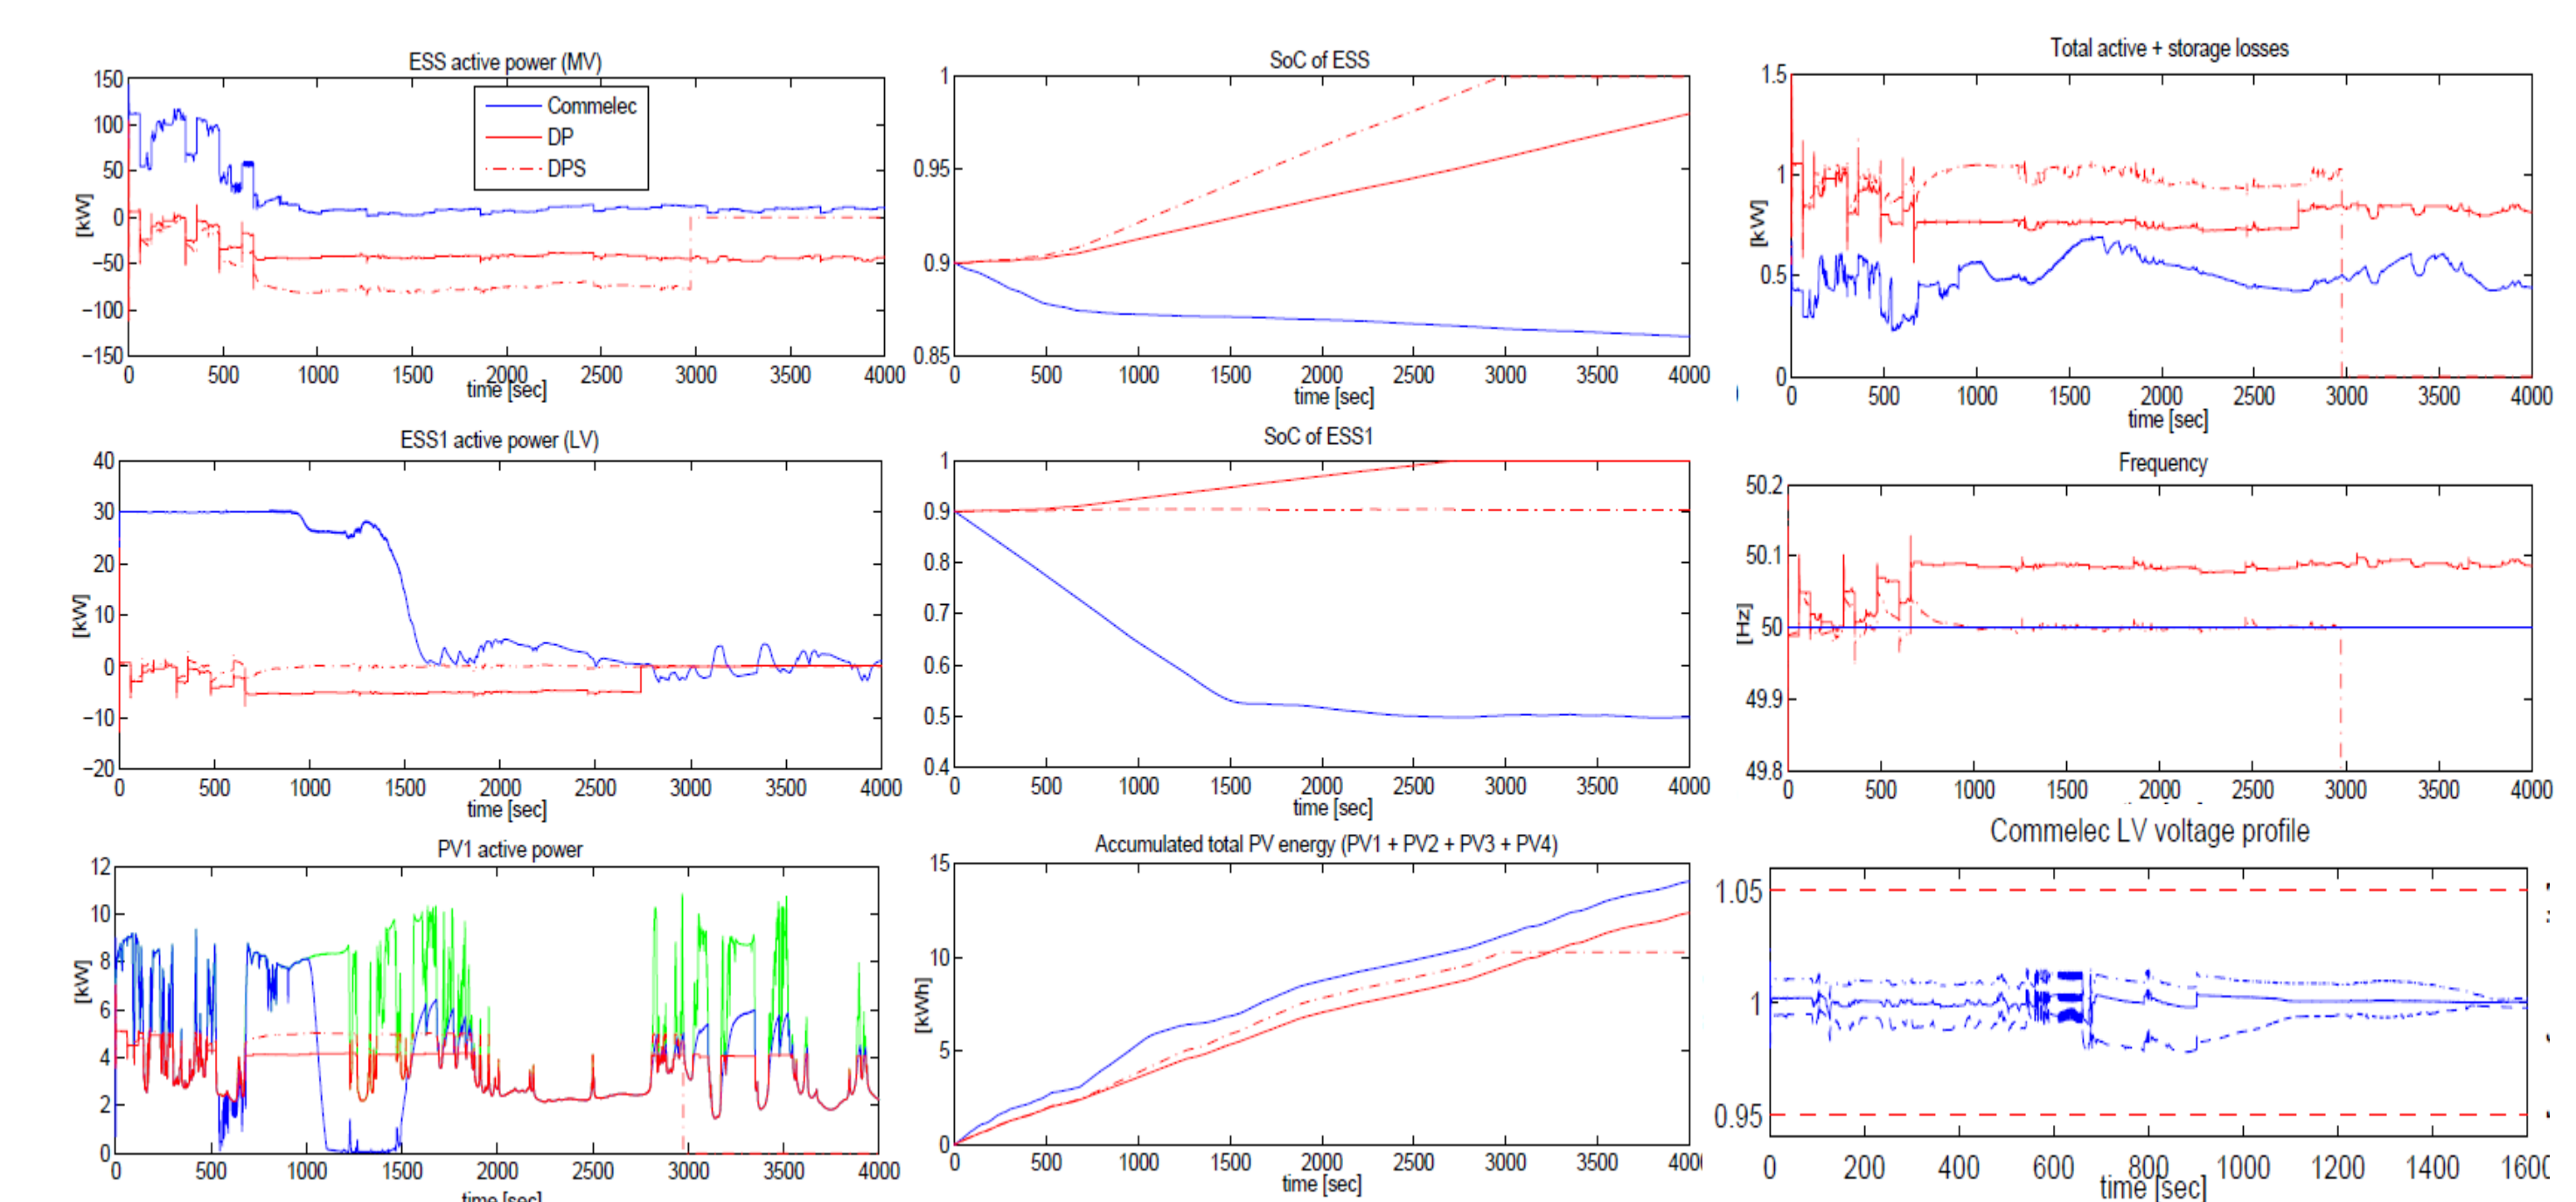 ESS active power (MV)
150
100
50
0
−50
−100
−150
[kW]
Commelec
DP
DPS
0 500 1000 1500 2000 2500 3000 3500 4000
time [sec]
SoC of ESS
1
0.95
0.9
0.85
0 500 1000 1500 2000 2500 3000 3500 4000
time [sec]
Total active + storage losses
1.5
1
0.5
0
[kW]
0 500 1000 1500 2000 2500 3000 3500 4000
time [sec]
ESS1 active power (LV)
40
30
20
10
0
−10
−20
[kW]
0 500 1000 1500 2000 2500 3000 3500 4000
time [sec]
SoC of ESS1
1
0.9
0.8
0.7
0.6
0.5
0.4
0 500 1000 1500 2000 2500 3000 3500 4000
time [sec]
Frequency
50.2
50.1
50
49.9
49.8
[Hz]
0 500 1000 1500 2000 2500 3000 3500 4000
PV1 active power
12
10
8
6
4
2
0
[kW]
0 500 1000 1500 2000 2500 3000 3500 4000
time [sec]
Accumulated total PV energy (PV1 + PV2 + PV3 + PV4)
15
10
5
0
[kWh]
0 500 1000 1500 2000 2500 3000 3500 4000
time [sec]
Commelec LV voltage profile
1.05
1
0.95
0 200 400 600 800 1000 1200 1400 1600
time [sec]